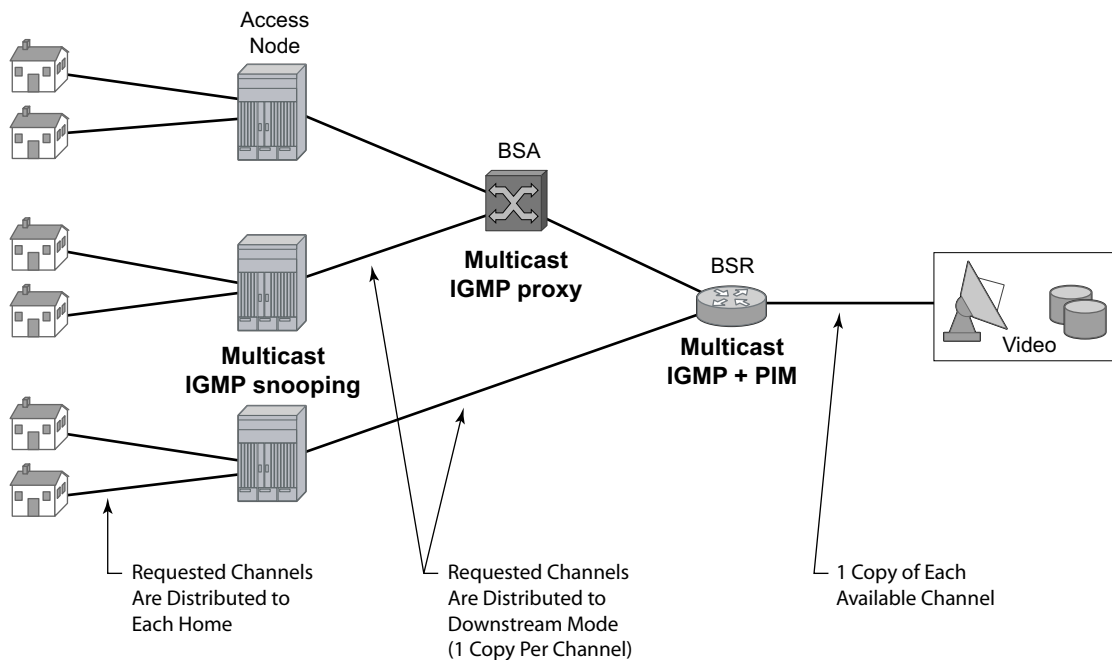 Access
Node
BSA
Multicast
IGMP proxy
BSR
Multicast
IGMP + PIM
Video
Multicast
IGMP snooping
Requested Channels
Are Distributed to
Each Home
Requested Channels
Are Distributed to
Downstream Mode
(1 Copy Per Channel)
1 Copy of Each
Available Channel